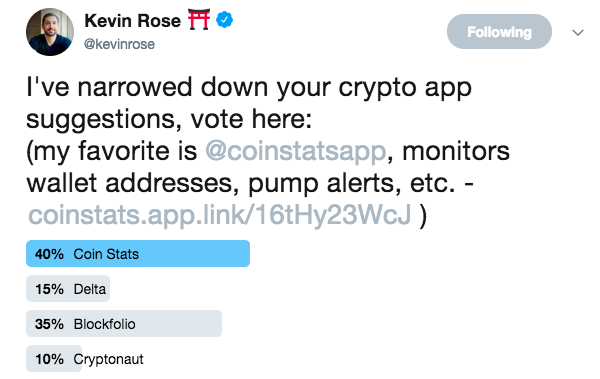 Kevin Rose ⛩
@kevinrose
Following
I've narrowed down your crypto app
suggestions, vote here:
(my favorite is @coinstatsapp, monitors
wallet addresses, pump alerts, etc. -
coinstats.app.link/16tHy23WcJ )
40% Coin Stats
15% Delta
35% Blockfolio
10% Cryptonaut